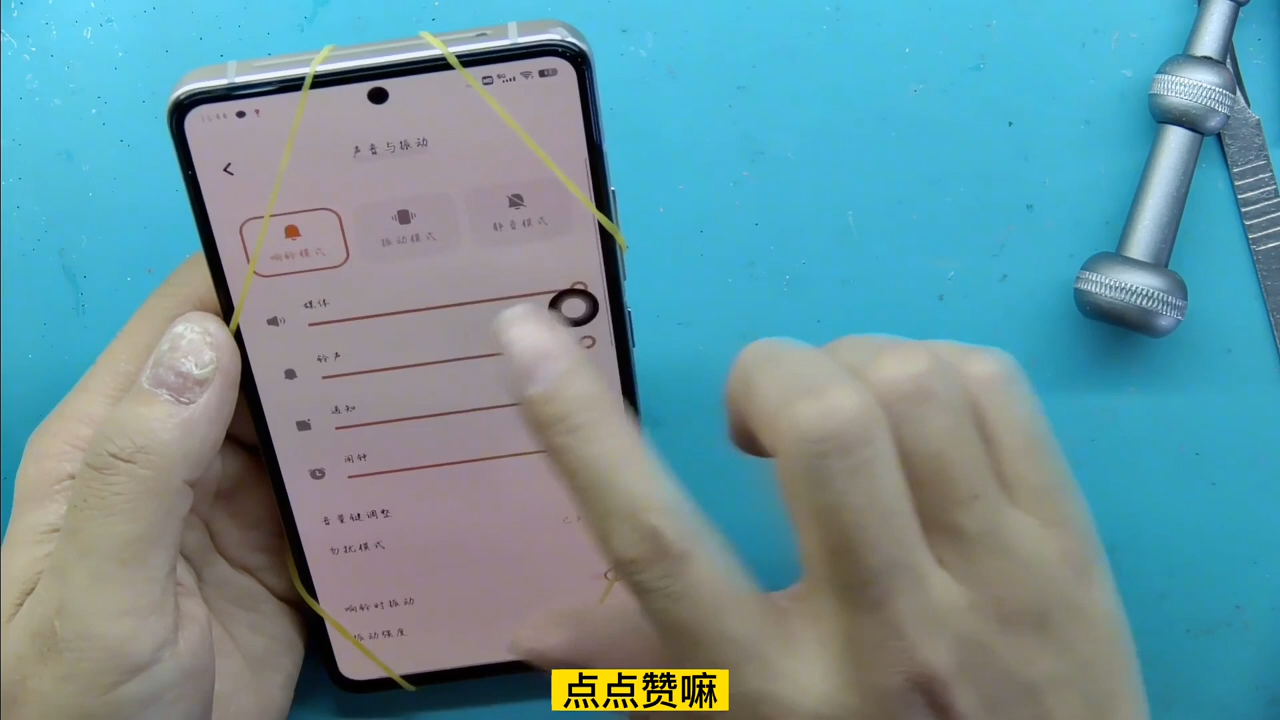 声音与振动
响铃模式
振动模式
静音模式
媒体
铃声
通知
闹钟
音量键调整
勿扰模式
响铃时振动
振动强度
点点赞嘛